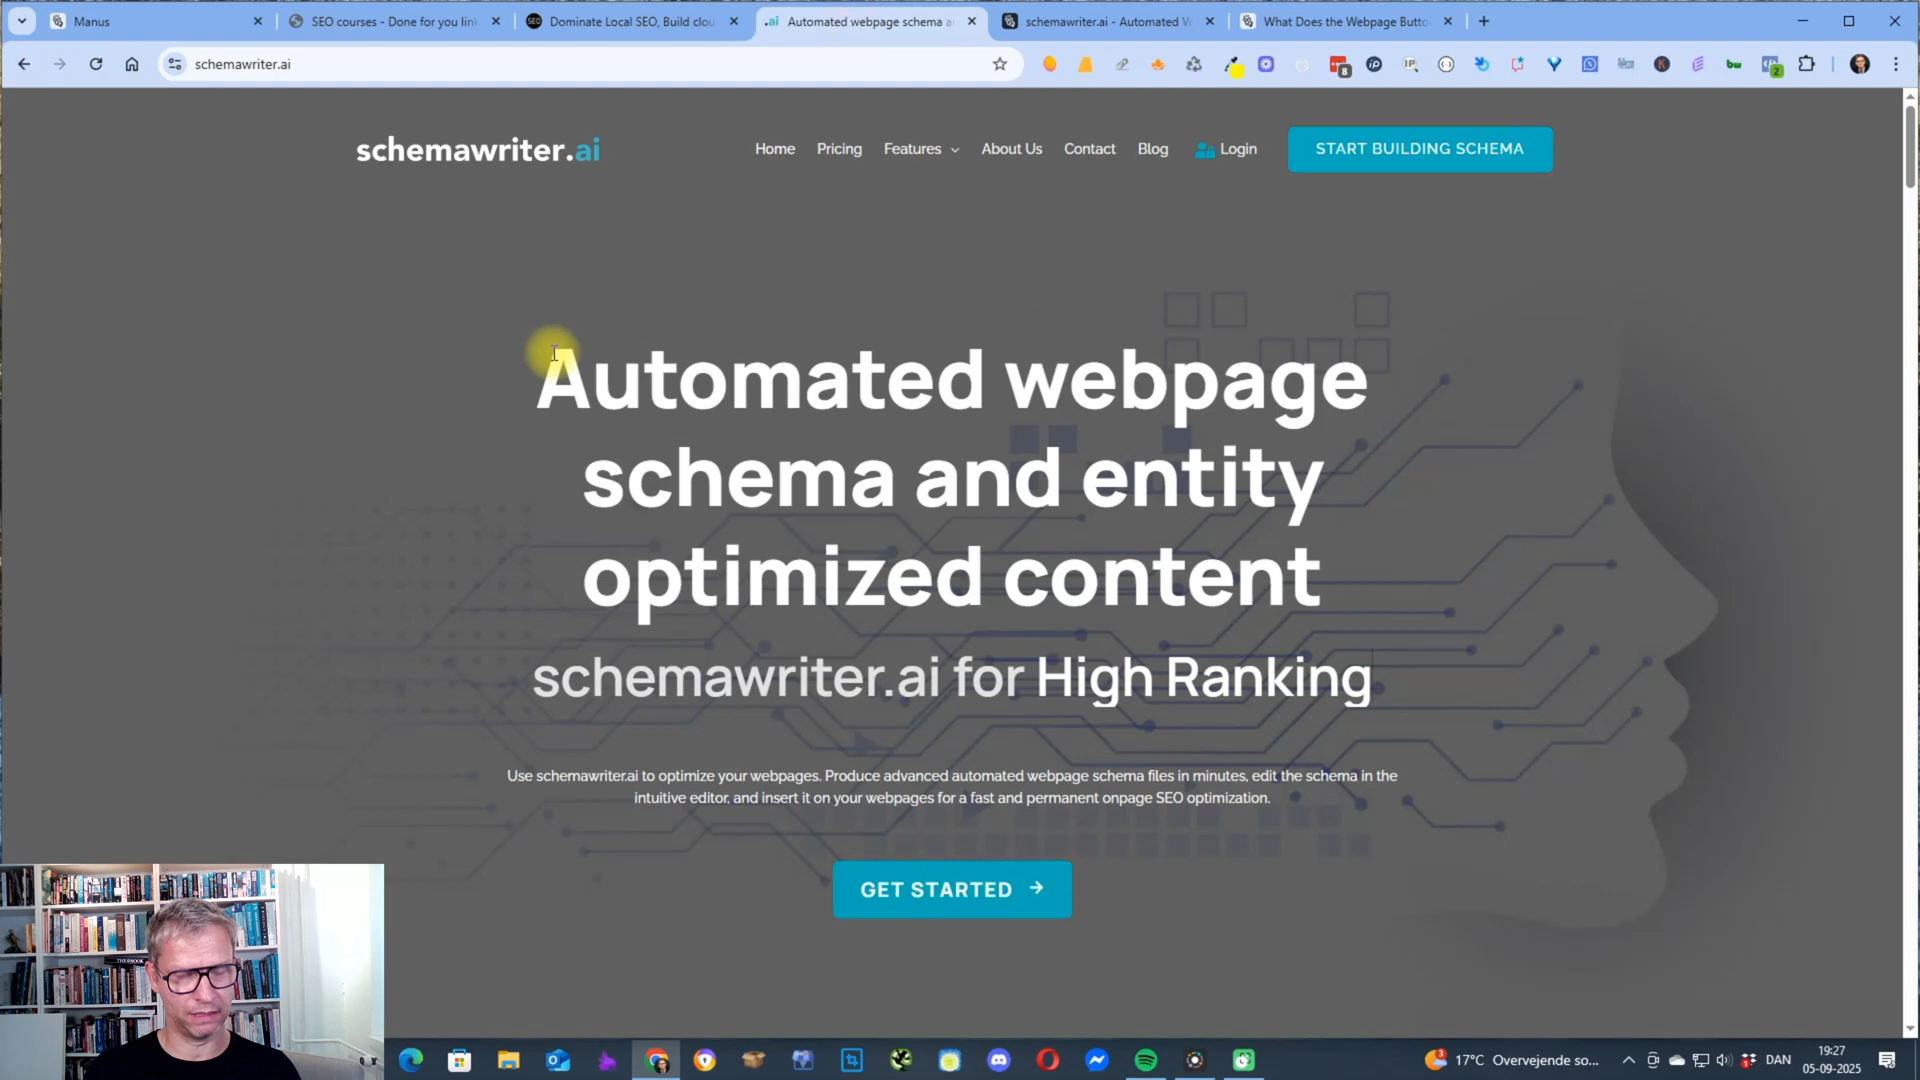 Manus
SEO courses - Done for you lin
Dominate Local SEO, Build clou
Automated webpage schema a
schemawriter.ai - Automated W
What Does the Webpage Butto
schemawriter.ai
schemawriter.ai
Home
Pricing
Features
About Us
Contact
Blog
Login
START BUILDING SCHEMA
Automated webpage
schema and entity
optimized content
schemawriter.ai for High Ranking
Use schemawriter.ai to optimize your webpages. Produce advanced automated webpage schema files in minutes, edit the schema in the
intuitive editor, and insert it on your webpages for a fast and permanent onpage SEO optimization.
GET STARTED
17°C Overvejende so...
DAN
19:27
05-09-2025